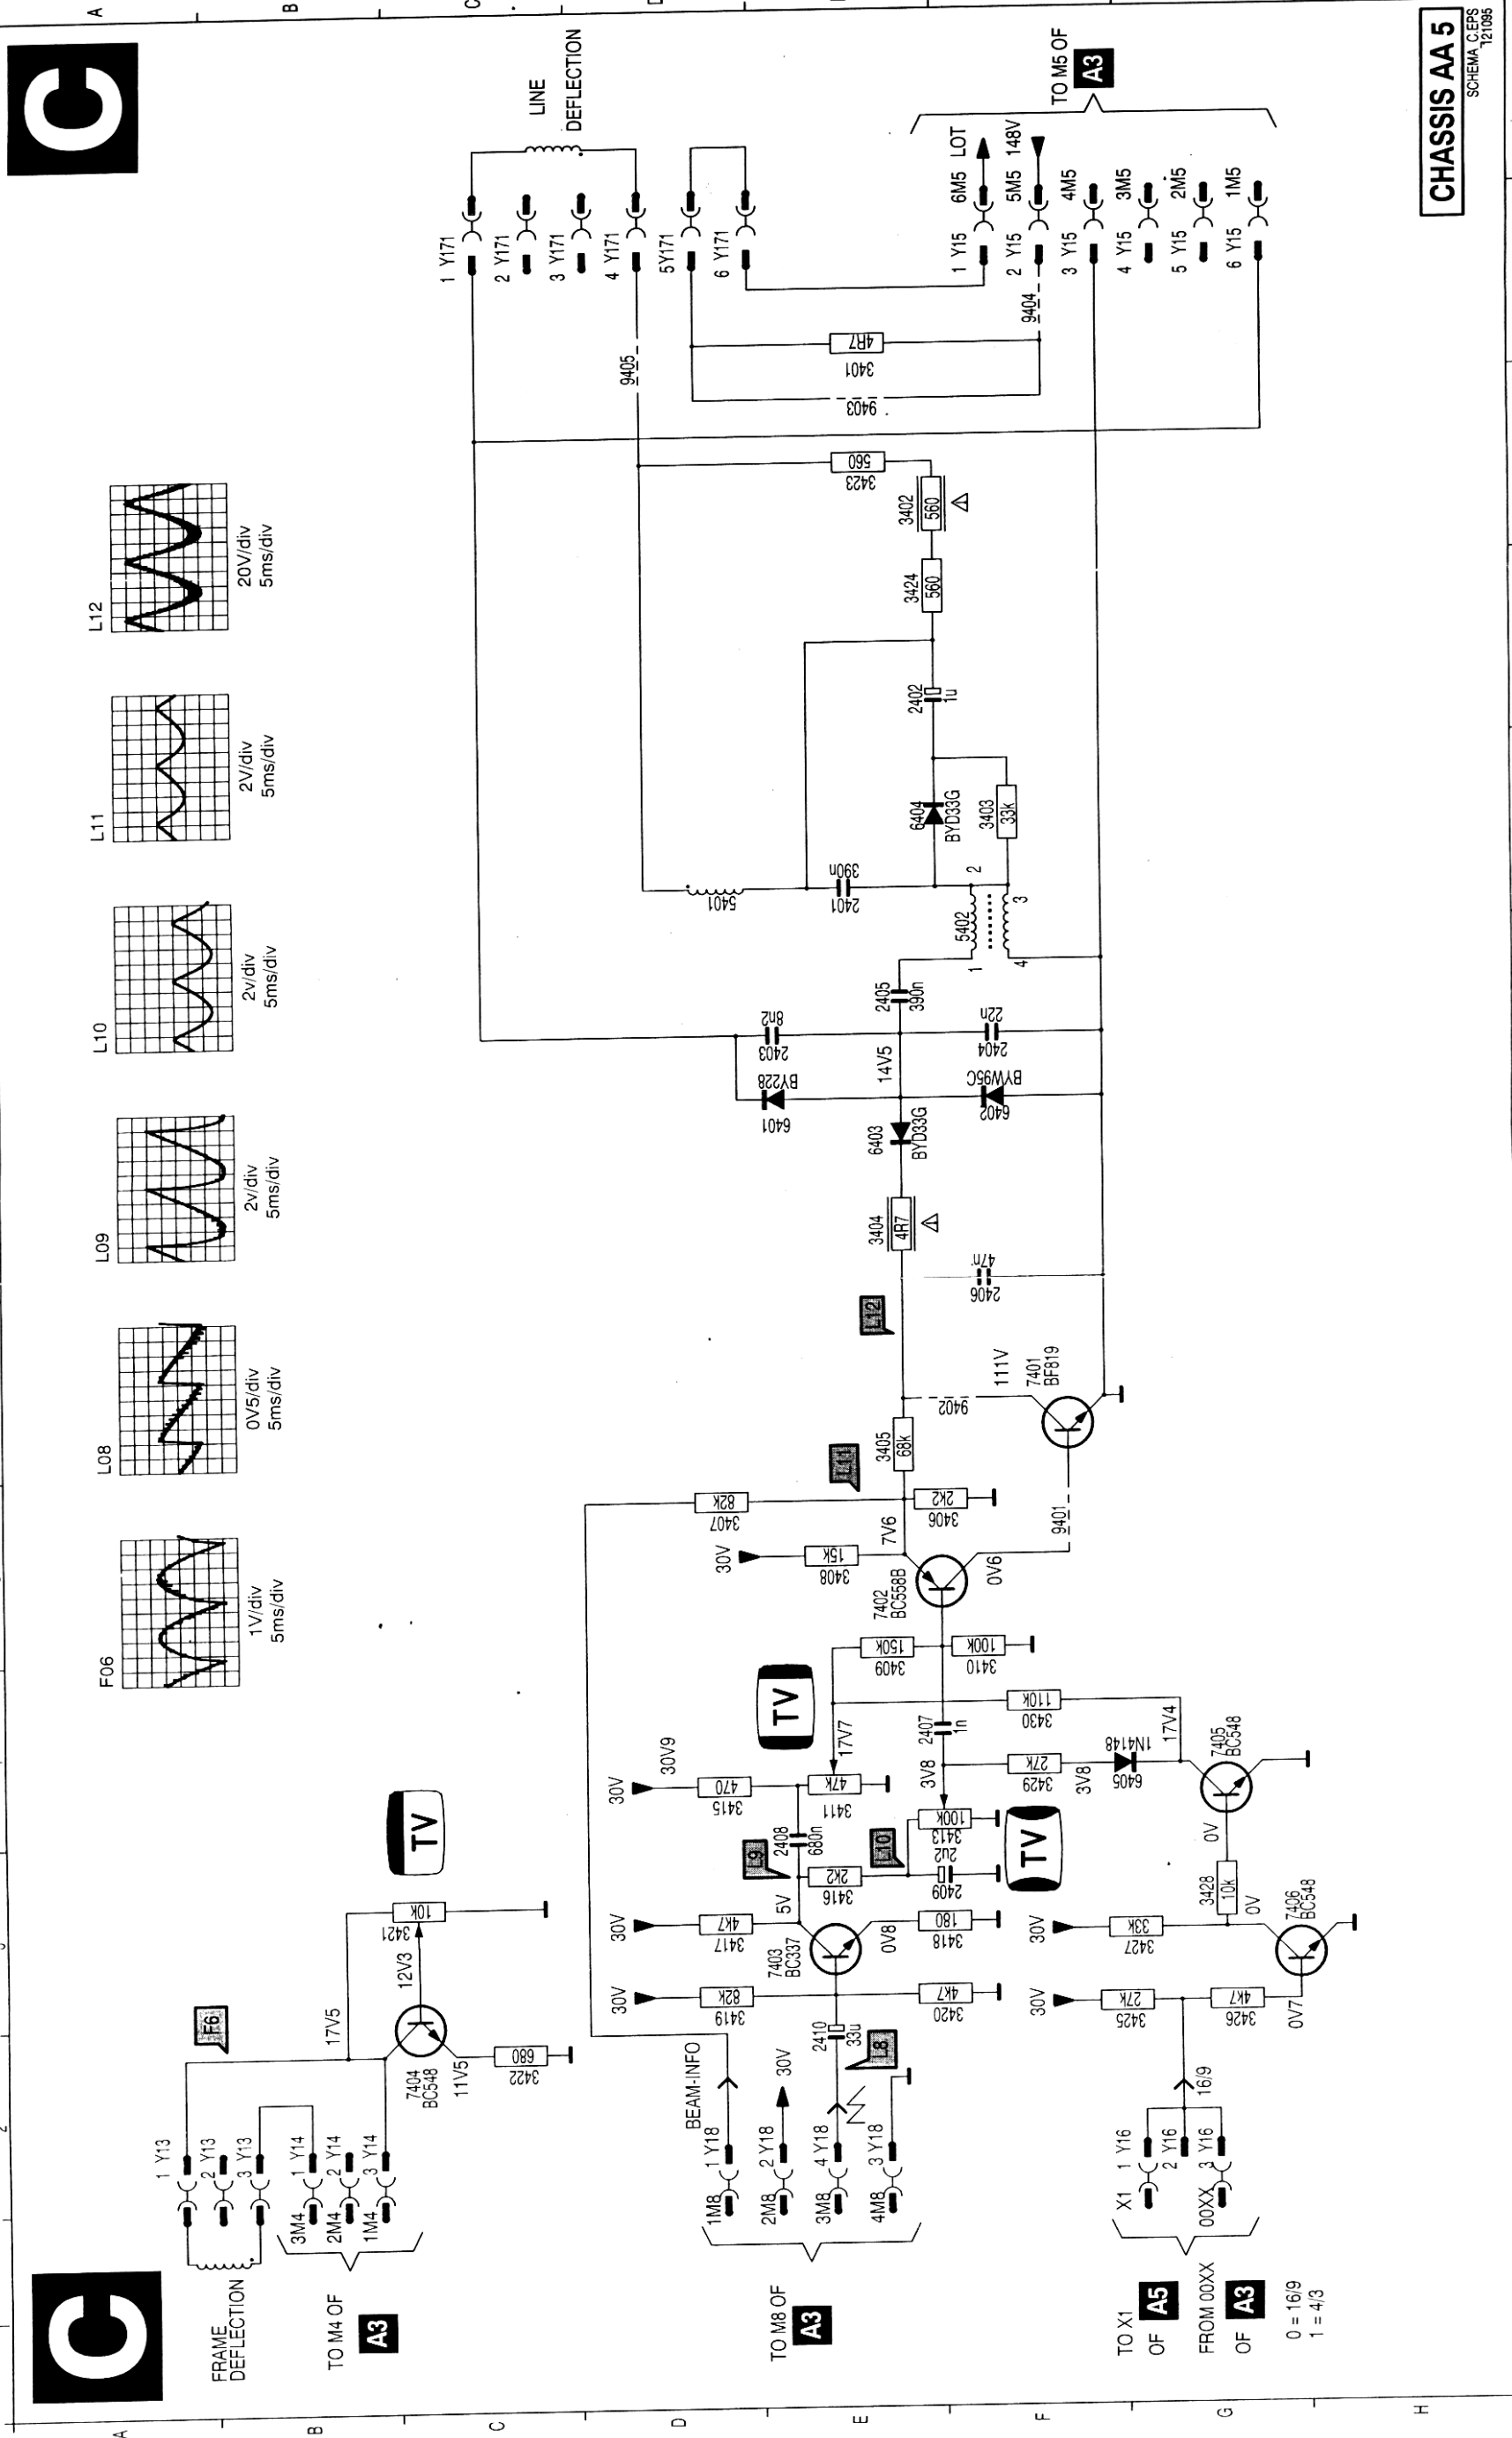 A
B
C
D
E
C
C
LINE
DEFLECTION
TO M5 OF
A3
CHASSIS AA 5
SCHEMA_C.EPS
121095
1 Y171
2 Y171
3 Y171
4 Y171
5Y171
6 Y171
1 Y15
6M5
LOT
2 Y15
5M5
148V
3 Y15
4M5
4 Y15
3M5
5 Y15
2M5
6 Y15
1M5
9404
9405
4R7
3401
9403
L12
20V/div
5ms/div
L11
2V/div
5ms/div
L10
2v/div
5ms/div
L09
2v/div
5ms/div
L08
0V5/div
5ms/div
F06
1V/div
5ms/div
560
3423
3402
560
3424
560
2402
1u
6404
BYD33G
3403
33k
5401
390n
2401
5402
1
2
3
4
2405
390n
8n2
2403
14V5
22n
2404
BY228
6401
BYW95C
6402
6403
BYD33G
3404
4R7
47n
2406
L12
111V
7401
BF819
9402
3405
68k
L11
82k
3407
7V6
2k2
3406
9401
30V
15k
3408
7402
BC558B
0V6
150k
3409
100k
3410
TV
17V7
110k
3430
2407
1n
17V4
30V
30V9
470
3415
47k
3411
3V8
27k
3429
3V8
1N4148
6405
7405
BC548
0V
2408
680n
L9
2k2
3416
L10
100k
3413
2u2
2409
TV
3428
10k
0V
30V
4k7
3417
5V
7403
BC337
0V8
180
3418
30V
33K
3427
7406
BC548
30V
82k
3419
4k7
3420
30V
27k
3425
4k7
3426
0V7
2410
33u
L8
TV
10k
3421
12V3
17V5
F6
7404
BC548
11V5
680
3422
BEAM-INFO
30V
16/9
1 Y13
2 Y13
3 Y13
3M4
1 Y14
2M4
2 Y14
1M4
3 Y14
1M8
1 Y18
2M8
2 Y18
3M8
4 Y18
4M8
3 Y18
X1
1 Y16
2 Y16
00XX
3 Y16
FRAME
DEFLECTION
TO M4 OF
A3
TO M8 OF
A3
TO X1
OF
A5
FROM 00XX
OF
A3
0 = 16/9
1 = 4/3
A
B
C
D
E
F
G
H